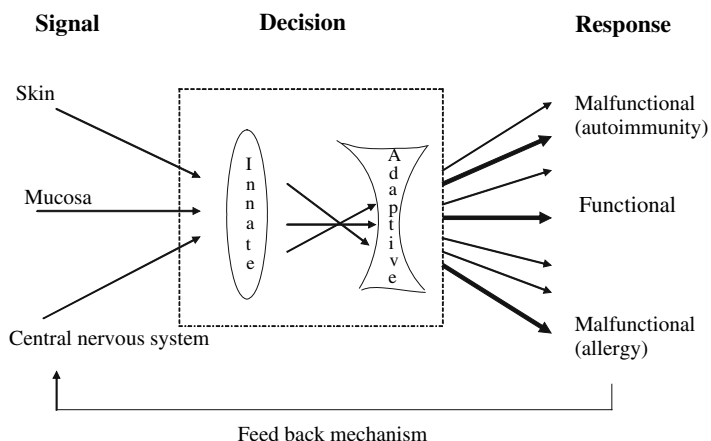 Signal
Decision
Response
Skin
Mucosa
Central nervous system
Innate
Adaptive
Malfunctional
(autoimmunity)
Functional
Malfunctional
(allergy)
Feed back mechanism